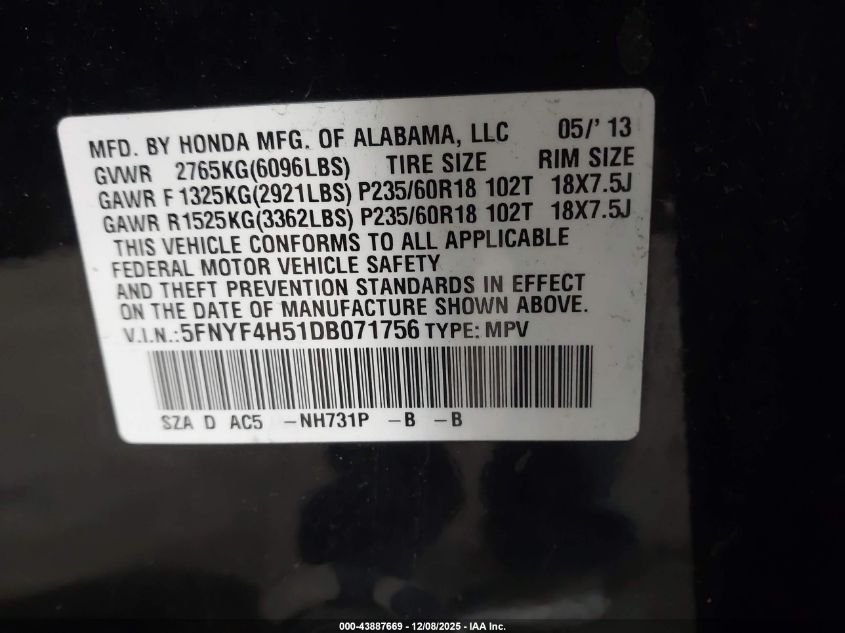 MFD. BY HONDA MFG. OF ALABAMA, LLC 05/' 13
GVWR 2765KG(6096LBS) TIRE SIZE RIM SIZE
GAWR F1325KG(2921LBS) P235/60R18 102T 18X7.5J
GAWR R1525KG(3362LBS) P235/60R18 102T 18X7.5J
THIS VEHICLE CONFORMS TO ALL APPLICABLE
FEDERAL MOTOR VEHICLE SAFETY
AND THEFT PREVENTION STANDARDS IN EFFECT
ON THE DATE OF MANUFACTURE SHOWN ABOVE.
V.I.N.:5FNYF4H51DB071756 TYPE: MPV
SZA D AC5 -NH731P -B -B
000-43887669 - 12/08/2025 - IAA Inc.